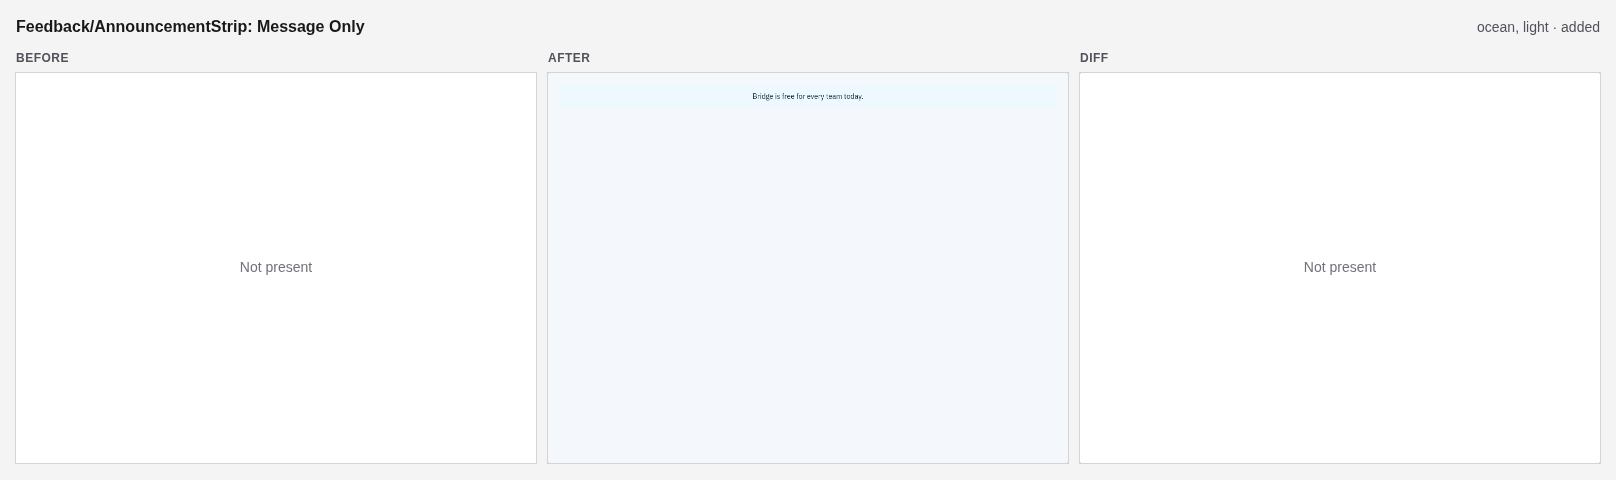 Feedback/AnnouncementStrip: Message Only
ocean, light · added
BEFORE
AFTER
DIFF
Not present
Bridge is free for every team today.
Not present